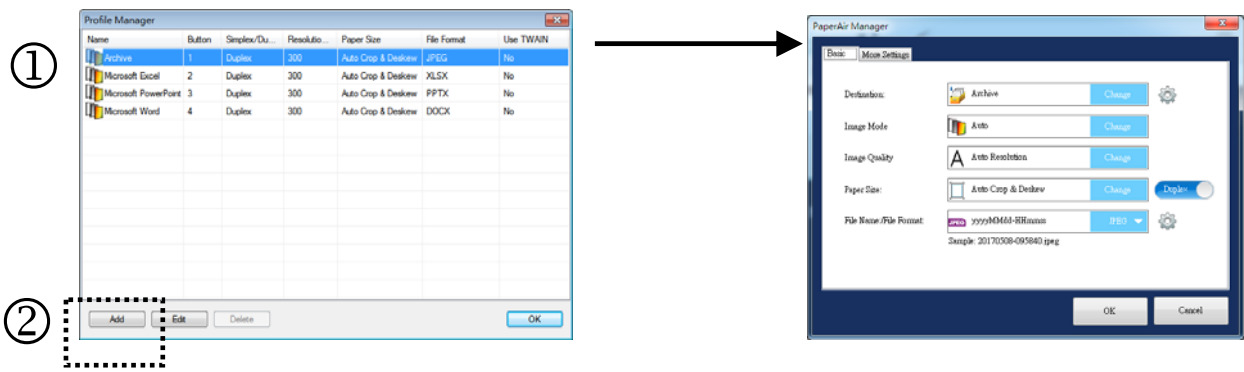 Profile Manager
Name Button Simplex/Du... Resolutio... Paper Size File Format Use TWAIN
①
Archive 1 Duplex 300 Auto Crop & Deskew JPEG No
Microsoft Excel 2 Duplex 300 Auto Crop & Deskew XLSX No
Microsoft PowerPoint 3 Duplex 300 Auto Crop & Deskew PPTX No
Microsoft Word 4 Duplex 300 Auto Crop & Deskew DOCX No
②
Add Edit Delete OK
PaperAir Manager
Basic More Settings
Destination: Archive Change
Image Mode Auto Change
Image Quality A Auto Resolution Change
Paper Size: Auto Crop & Deskew Change Duplex
File Name/File Format: JPEG yyyyMMdd-HHmmss JPEG
Sample: 20170508-095840.jpeg
OK Cancel